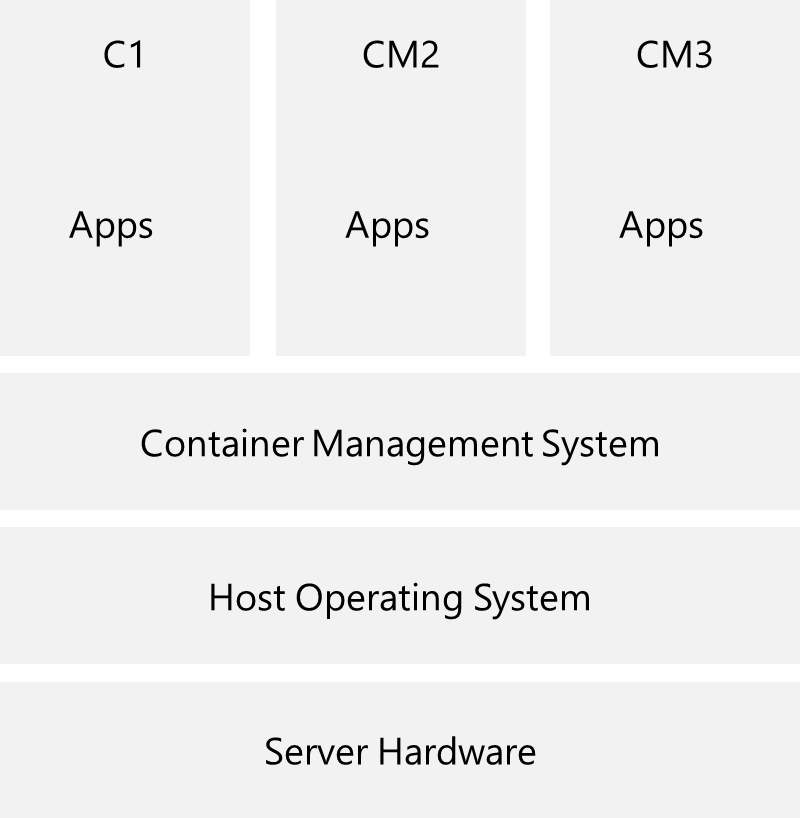 C1
CM2
CM3
Apps
Apps
Apps
Container Management System
Host Operating System
Server Hardware